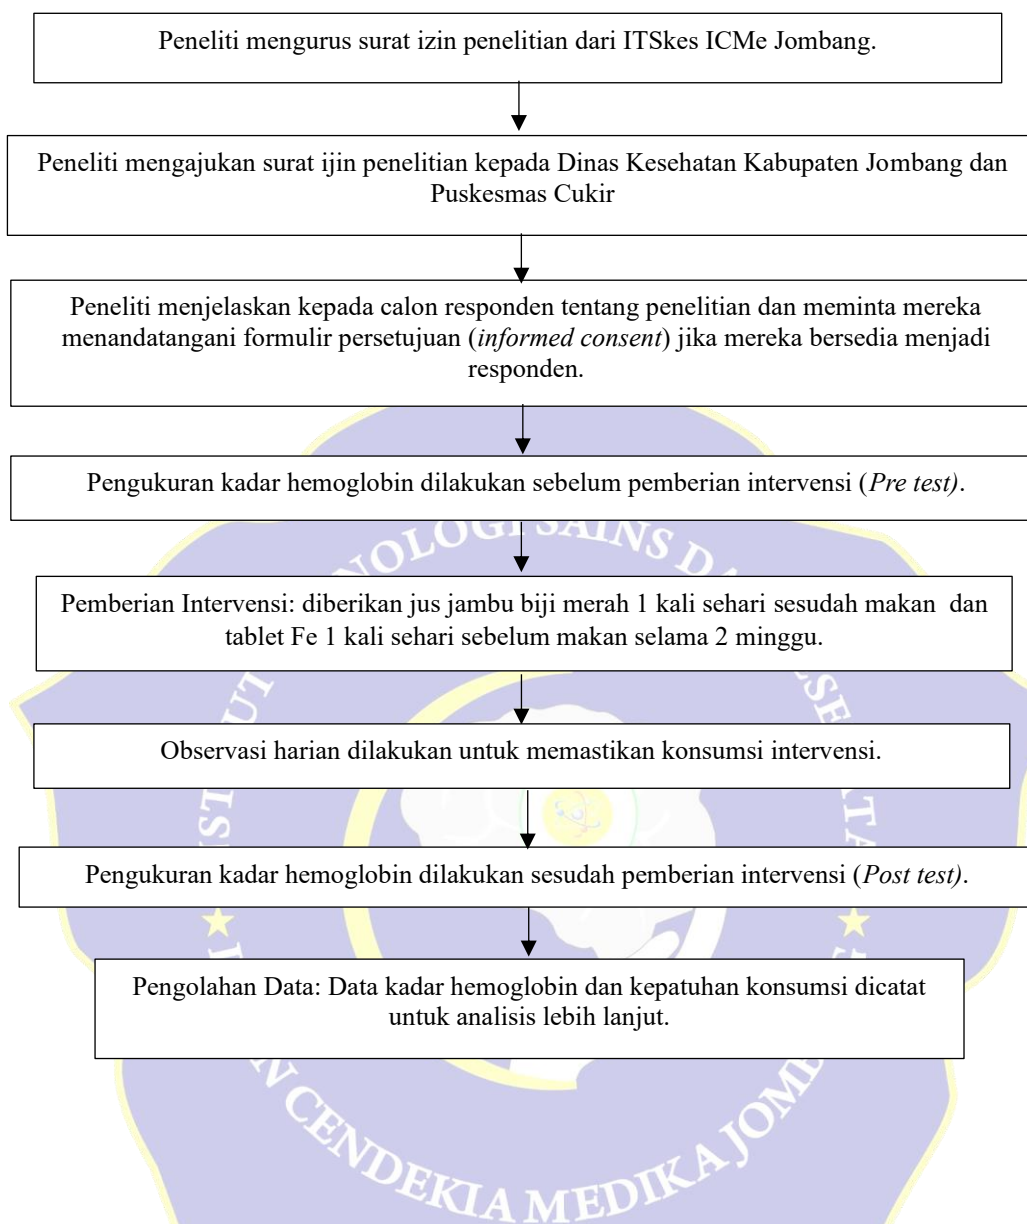 Peneliti mengurus surat izin penelitian dari ITSkes ICMe Jombang.
Peneliti mengajukan surat ijin penelitian kepada Dinas Kesehatan Kabupaten Jombang dan
Puskesmas Cukir
Peneliti menjelaskan kepada calon responden tentang penelitian dan meminta mereka
menandatangani formulir persetujuan (informed consent) jika mereka bersedia menjadi
responden.
Pengukuran kadar hemoglobin dilakukan sebelum pemberian intervensi (Pre test).
Pemberian Intervensi: diberikan jus jambu biji merah 1 kali sehari sesudah makan dan
tablet Fe 1 kali sehari sebelum makan selama 2 minggu.
Observasi harian dilakukan untuk memastikan konsumsi intervensi.
Pengukuran kadar hemoglobin dilakukan sesudah pemberian intervensi (Post test).
Pengolahan Data: Data kadar hemoglobin dan kepatuhan konsumsi dicatat
untuk analisis lebih lanjut.
SAINS
CENDEKIA MEDIKA